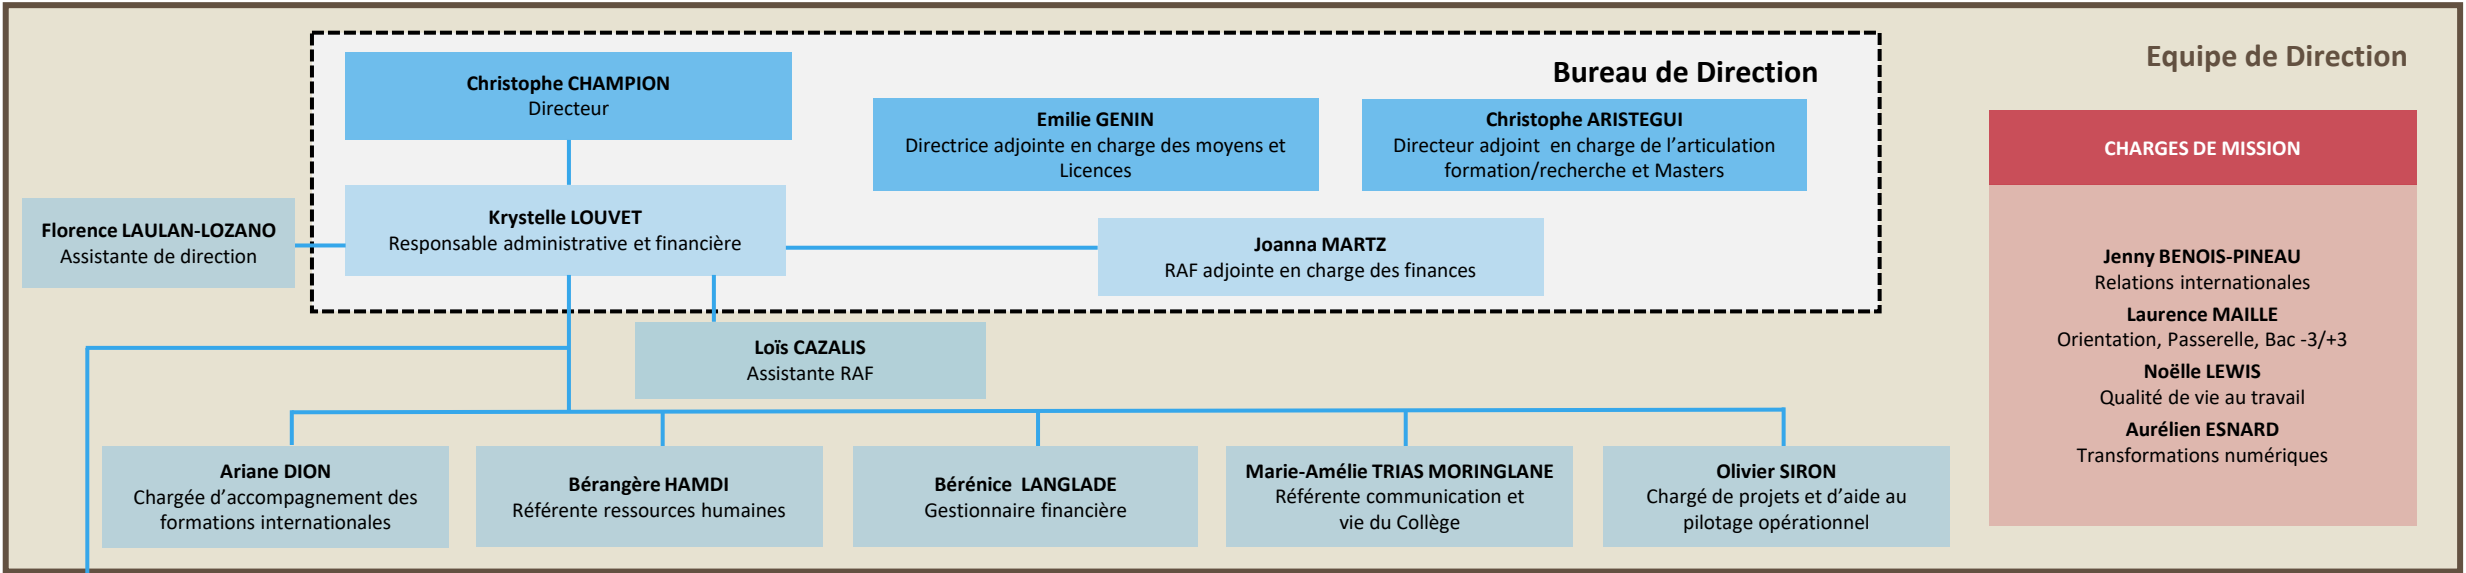 Equipe de Direction
Bureau de Direction
Christophe CHAMPION
Directeur
Emilie GENIN
Directrice adjointe en charge des moyens et
Licences
Christophe ARISTEGUI
Directeur adjoint  en charge de l'articulation
formation/recherche et Masters
Florence LAULAN-LOZANO
Assistante de direction
Krystelle LOUVET
Responsable administrative et financière
Joanna MARTZ
RAF adjointe en charge des finances
Loïs CAZALIS
Assistante RAF
Ariane DION
Chargée d'accompagnement des
formations internationales
Bérangère HAMDI
Référente ressources humaines
Bérénice  LANGLADE
Gestionnaire financière
Marie-Amélie TRIAS MORINGLANE
Référente communication et
vie du Collège
Olivier SIRON
Chargé de projets et d'aide au
pilotage opérationnel
CHARGES DE MISSION
Jenny BENOIS-PINEAU
Relations internationales
Laurence MAILLE
Orientation, Passerelle, Bac -3/+3
Noëlle LEWIS
Qualité de vie au travail
Aurélien ESNARD
Transformations numériques